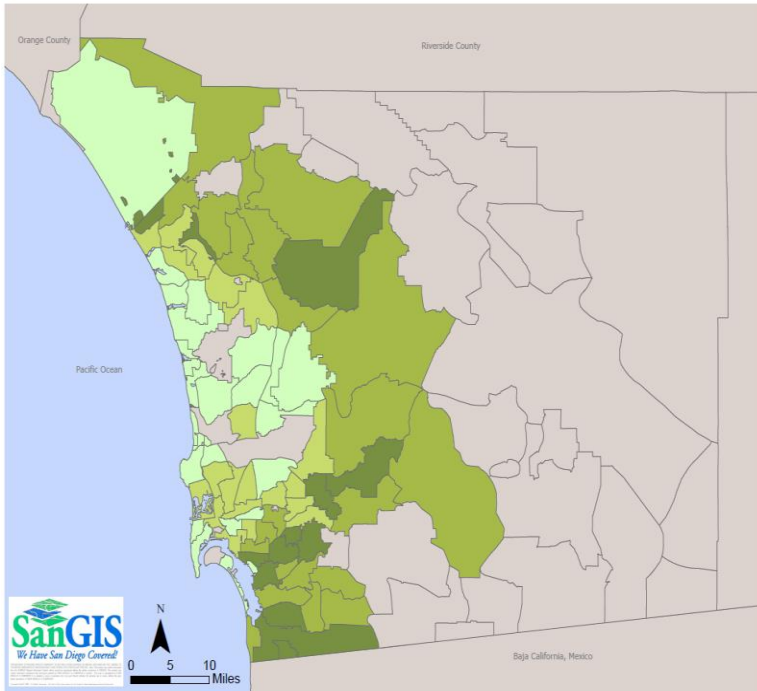 Orange County
Riverside County
Pacific Ocean
SanGIS
We Have San Diego Covered!
N
0 5 10
Miles
Baja California, Mexico